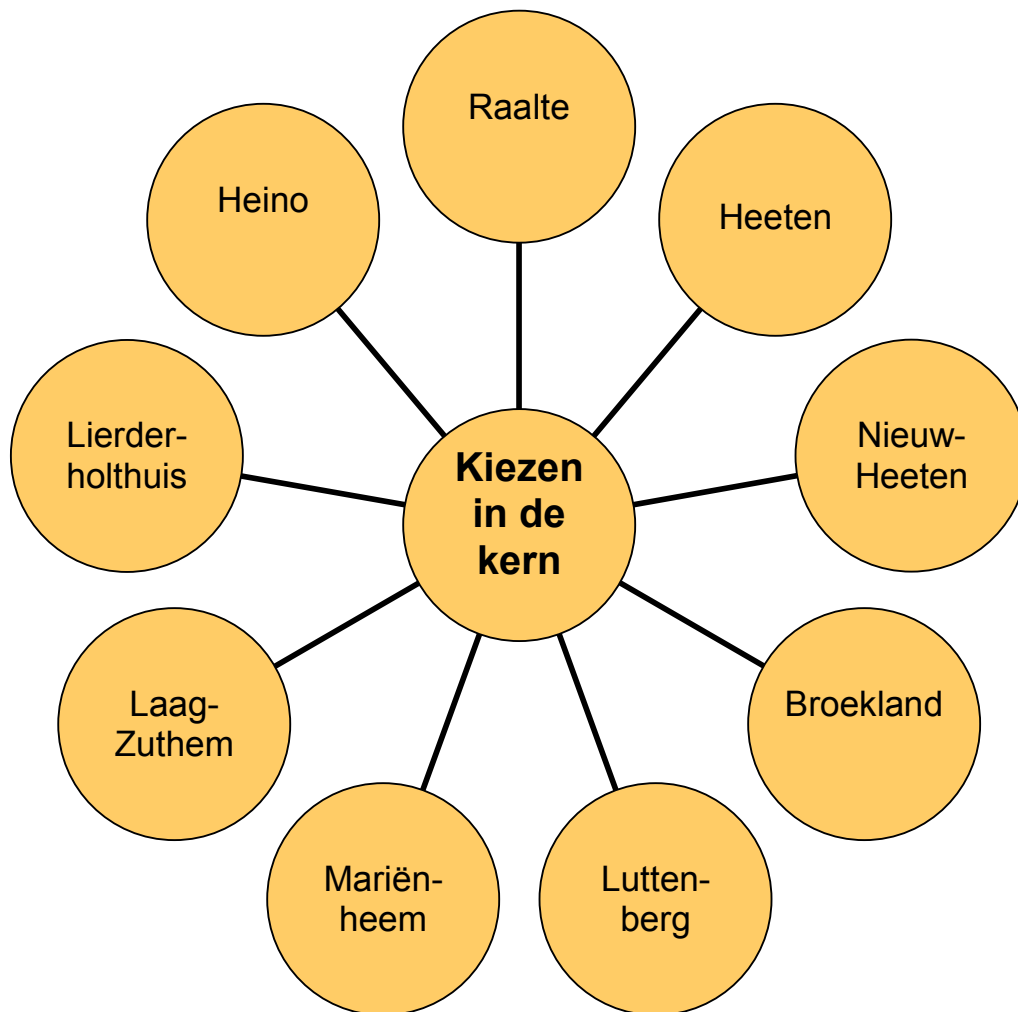 Raalte
Heino
Heeten
Lierder-
holthuis
Nieuw-
Heeten
Kiezen
in de
kern
Laag-
Zuthem
Broekland
Mariën-
heem
Lutten-
berg